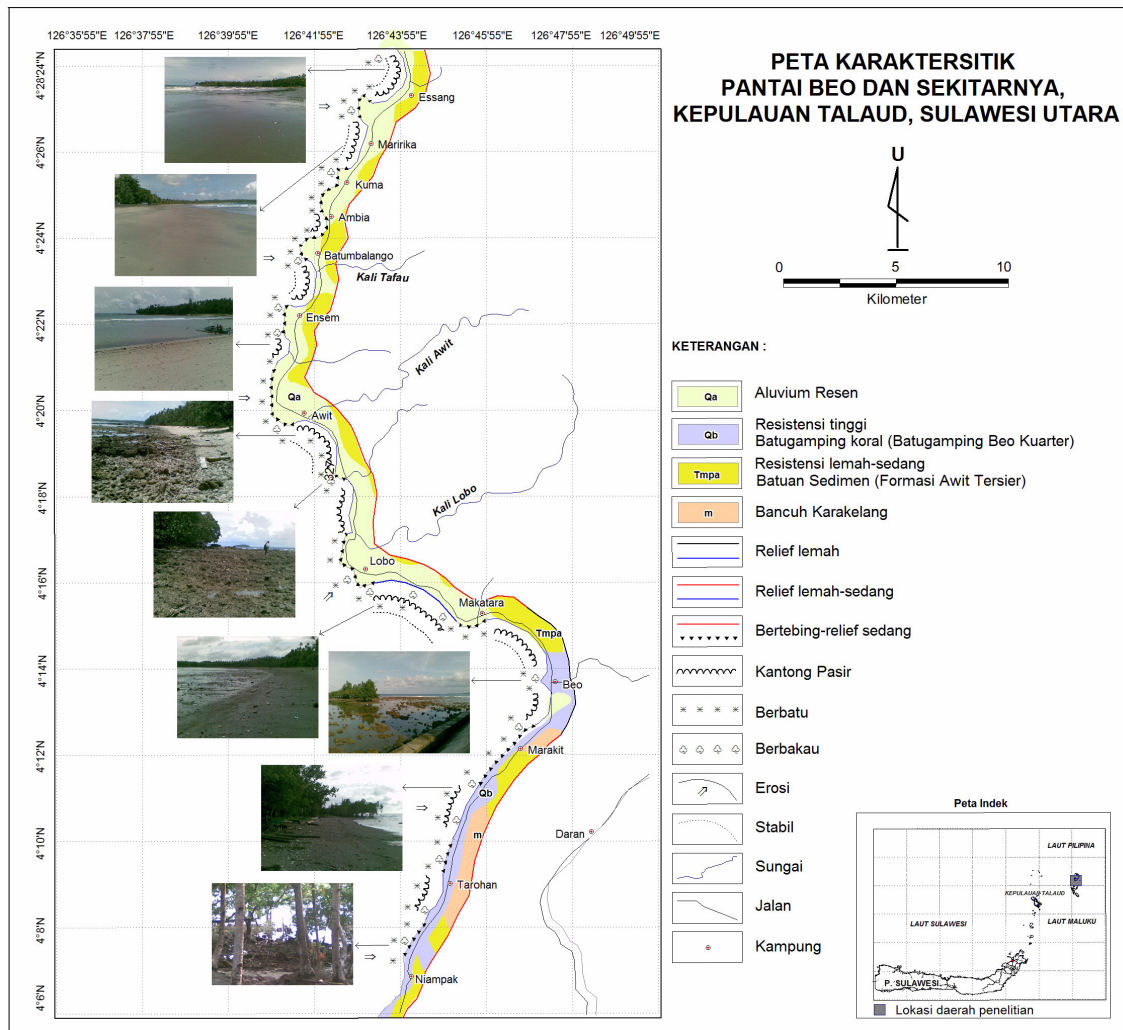 PETA KARAKTERSITIK
PANTAI BEO DAN SEKITARNYA,
KEPULAUAN TALAUD, SULAWESI UTARA
U
0 5 10
Kilometer
126°35'55"E 126°37'55"E 126°39'55"E 126°41'55"E 126°43'55"E 126°45'55"E 126°47'55"E 126°49'55"E
4°28'24"N
4°26'N
4°24'N
4°22'N
4°20'N
4°18'N
4°16'N
4°14'N
4°12'N
4°10'N
4°8'N
4°6'N
Essang
Maririka
Kuma
Ambia
Batumbalango
Kali Tafau
Ensem
Kali Awit
Qa
Awit
327
Kali Lobo
Lobo
Makatara
Tmpa
Beo
Marakit
Qb
m
Daran
Tarohan
Niampak
KETERANGAN :
Qa
Aluvium Resen
Qb
Resistensi tinggi
Batugamping koral (Batugamping Beo Kuarter)
Tmpa
Resistensi lemah-sedang
Batuan Sedimen (Formasi Awit Tersier)
m
Bancuh Karakelang
Relief lemah
Relief lemah-sedang
Bertebing-relief sedang
Kantong Pasir
Berbatu
Berbakau
Erosi
Stabil
Sungai
Jalan
Kampung
Peta Indek
LAUT PILIPINA
KEPULAUAN TALAUD
LAUT SULAWESI
LAUT MALUKU
P. SULAWESI
Lokasi daerah penelitian